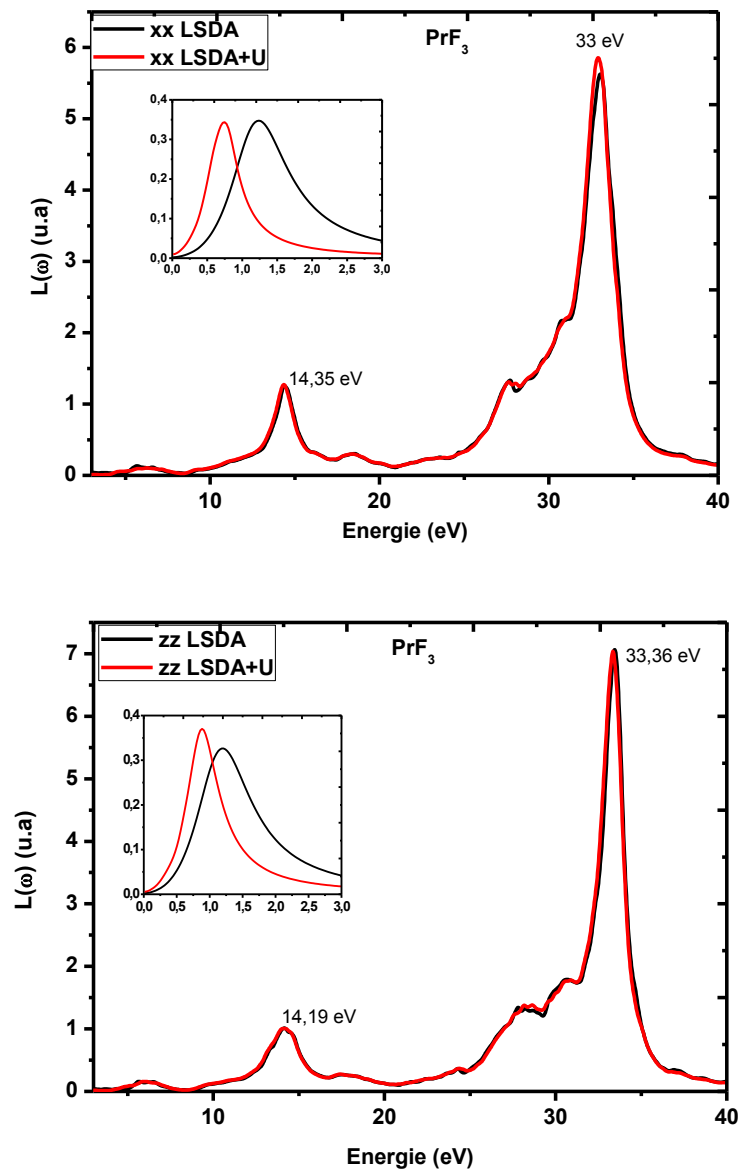 xx LSDA
xx LSDA+U
PrF3
33 eV
6
5
4
3
2
1
0
L(ω) (u.a)
0,4
0,3
0,2
0,1
0,0
0,0 0,5 1,0 1,5 2,0 2,5 3,0
14,35 eV
10 20 30 40
Energie (eV)
zz LSDA
zz LSDA+U
PrF3
33,36 eV
7
6
5
4
3
2
1
0
L(ω) (u.a)
0,4
0,3
0,2
0,1
0,0
0,0 0,5 1,0 1,5 2,0 2,5 3,0
14,19 eV
10 20 30 40
Energie (eV)